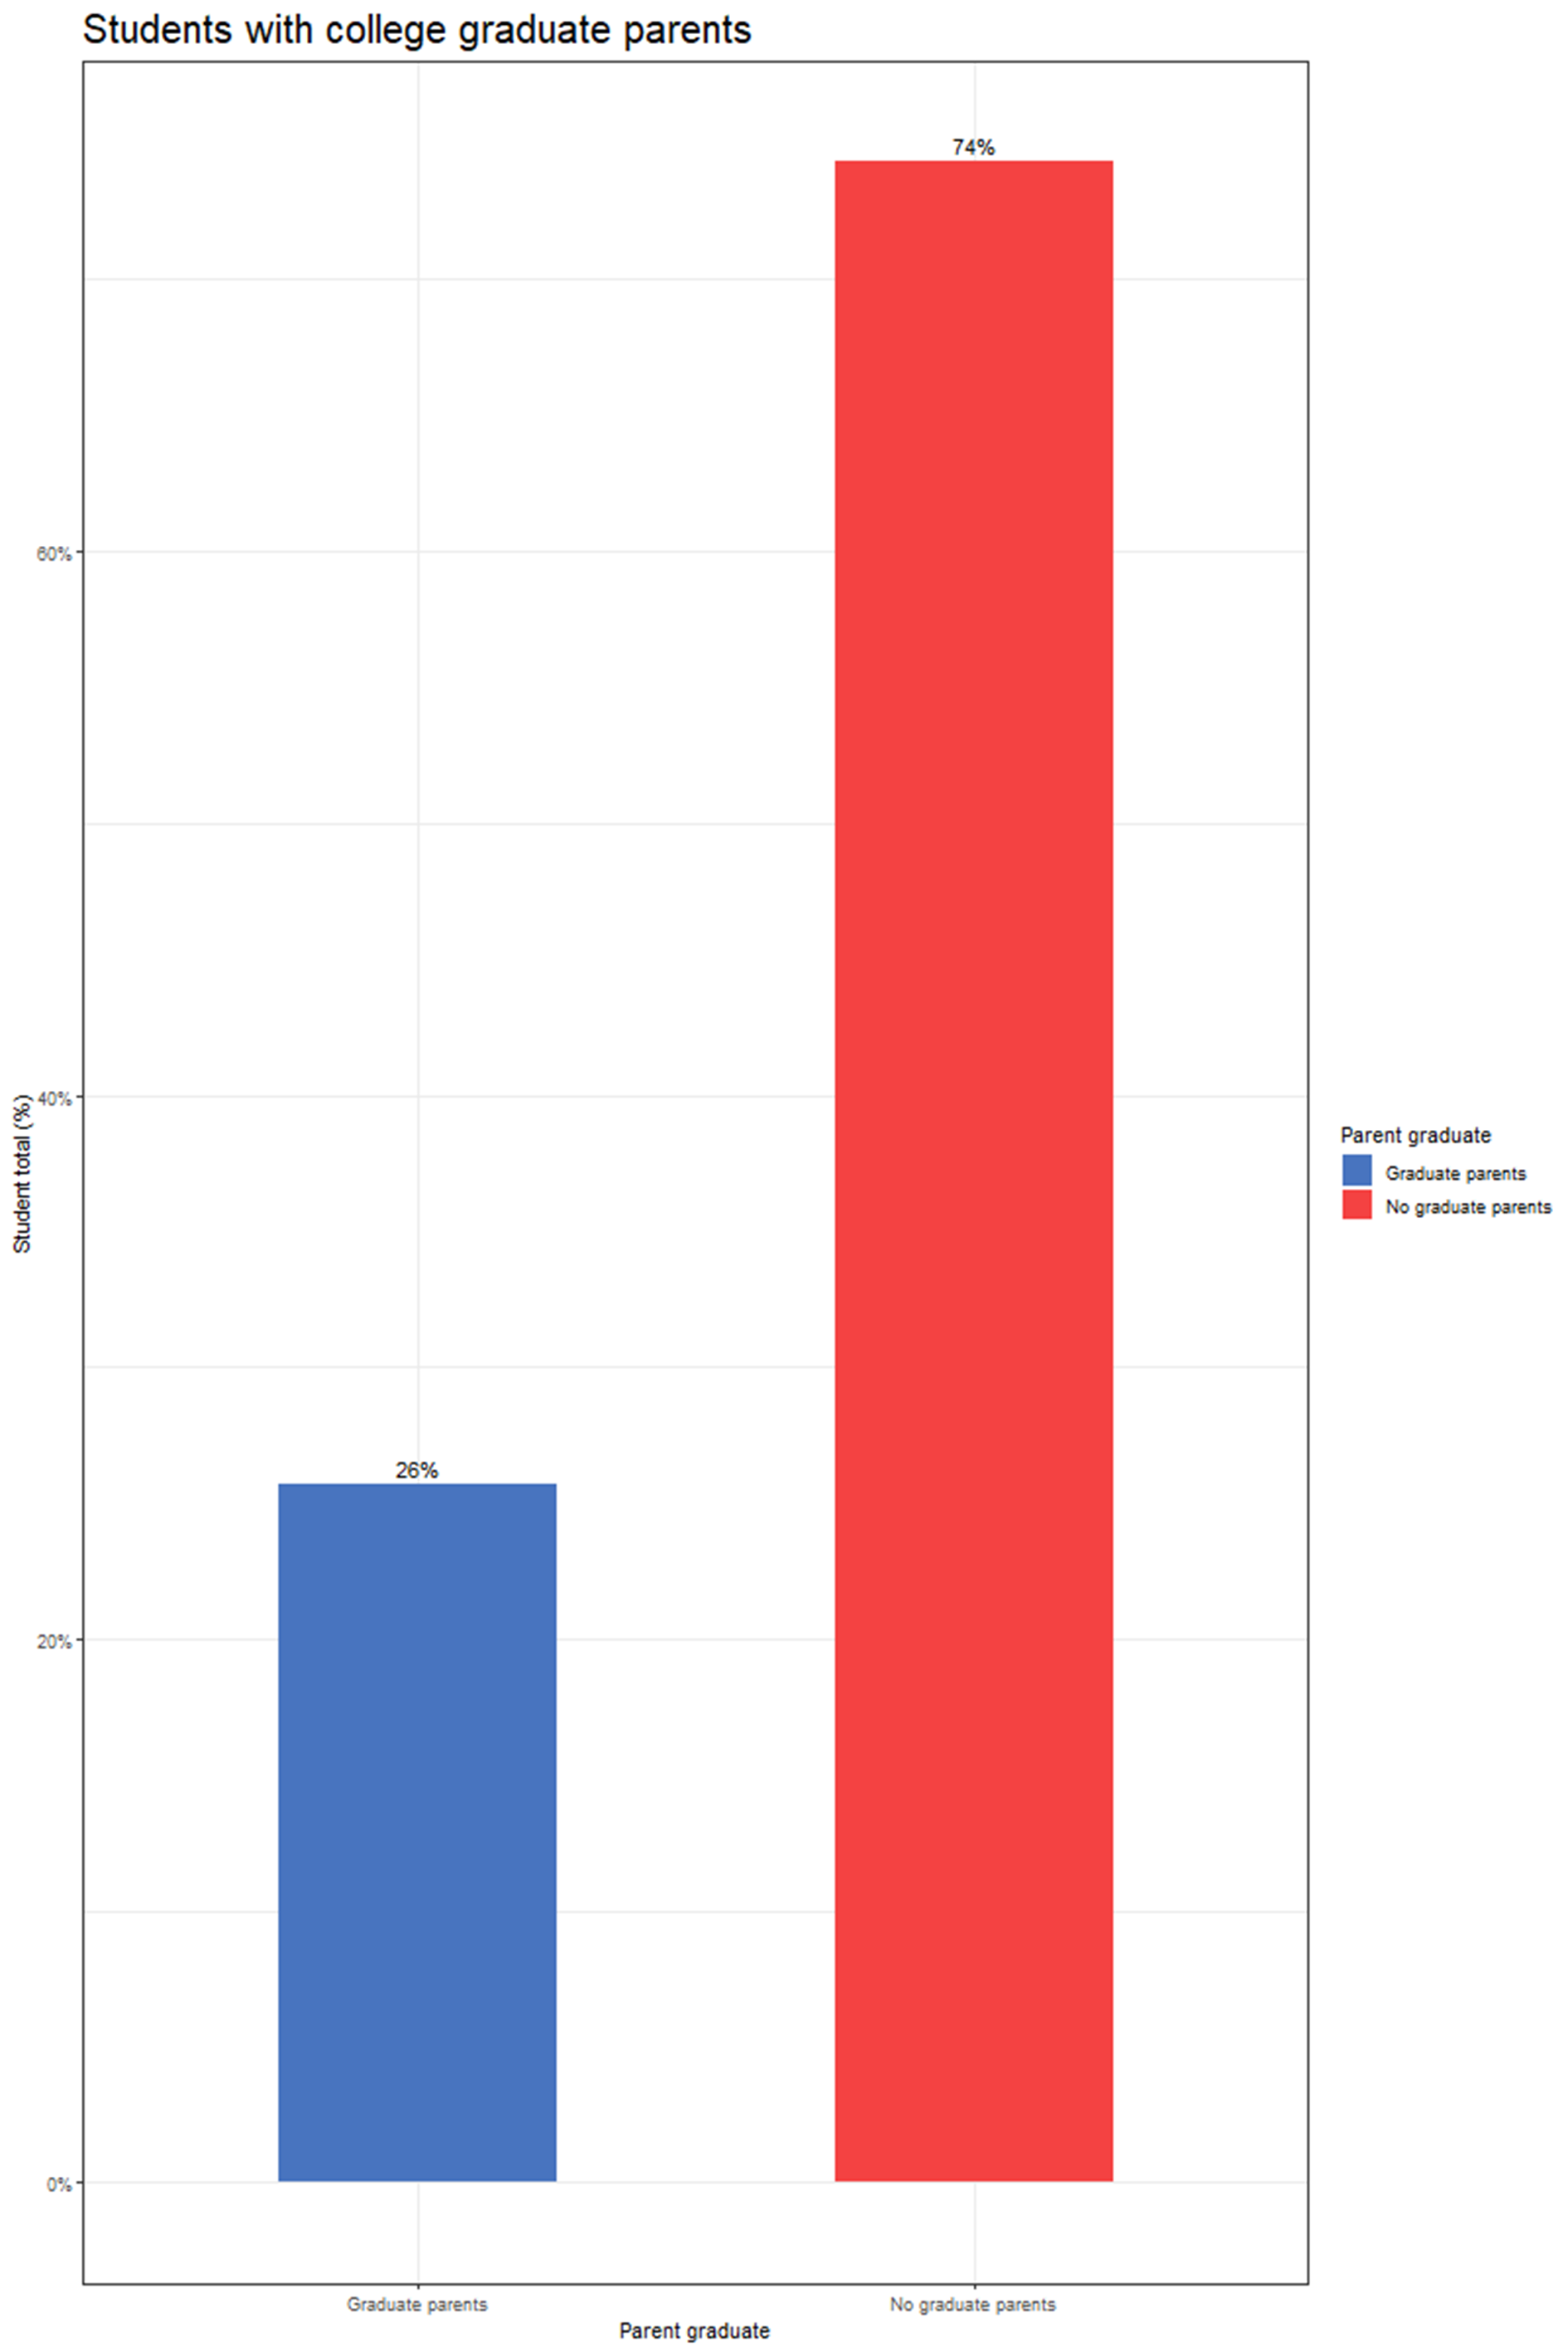 Students with college graduate parents
74%
60%
40%
Student total (%)
Parent graduate
Graduate parents
No graduate parents
26%
20%
0%
Graduate parents
No graduate parents
Parent graduate